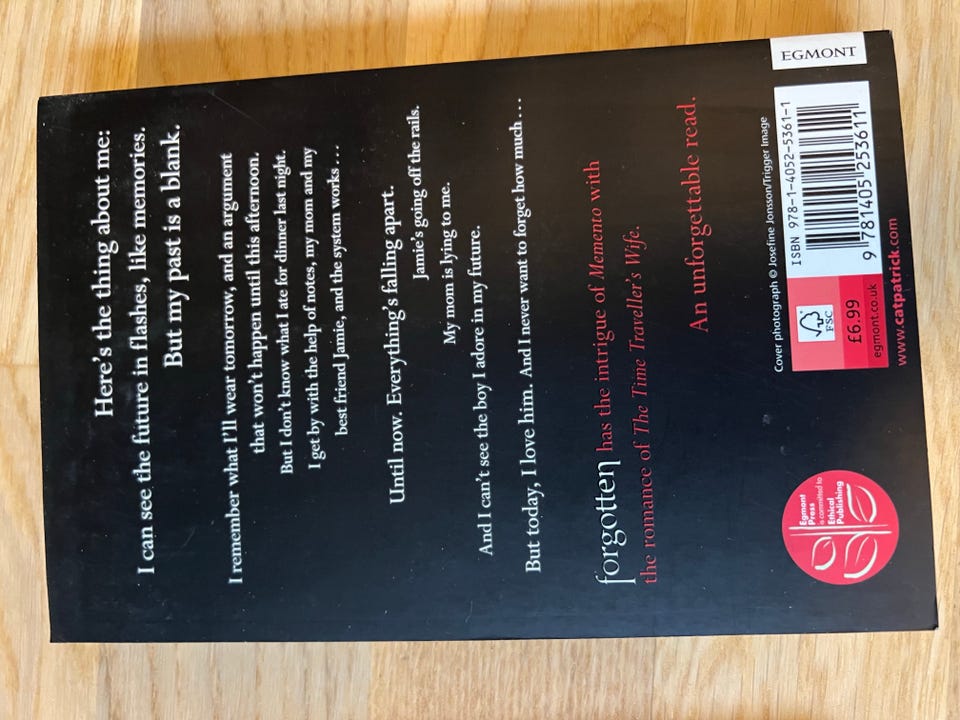 Here's the thing about me:
I can see the future in flashes, like memories.
But my past is a blank.
I remember what I'll wear tomorrow, and an argument
that won't happen until this afternoon.
But I don't know what I ate for dinner last night.
I get by with the help of notes, my mom and my
best friend Jamie, and the system works ...
Until now. Everything's falling apart.
Jamie's going off the rails.
My mom is lying to me.
And I can't see the boy I adore in my future.
But today, I love him. And I never want to forget how much ...
forgotten has the intrigue of Memento with
the romance of The Time Traveller's Wife.
An unforgettable read.
Egmont
Press
is committed to
Ethical
Publishing
Cover photograph © Josefine Jonsson/Trigger Image
FSC
£6.99
egmont.co.uk
ISBN 978-1-4052-5361-1
9 781405 253611
www.catpatrick.com
EGMONT